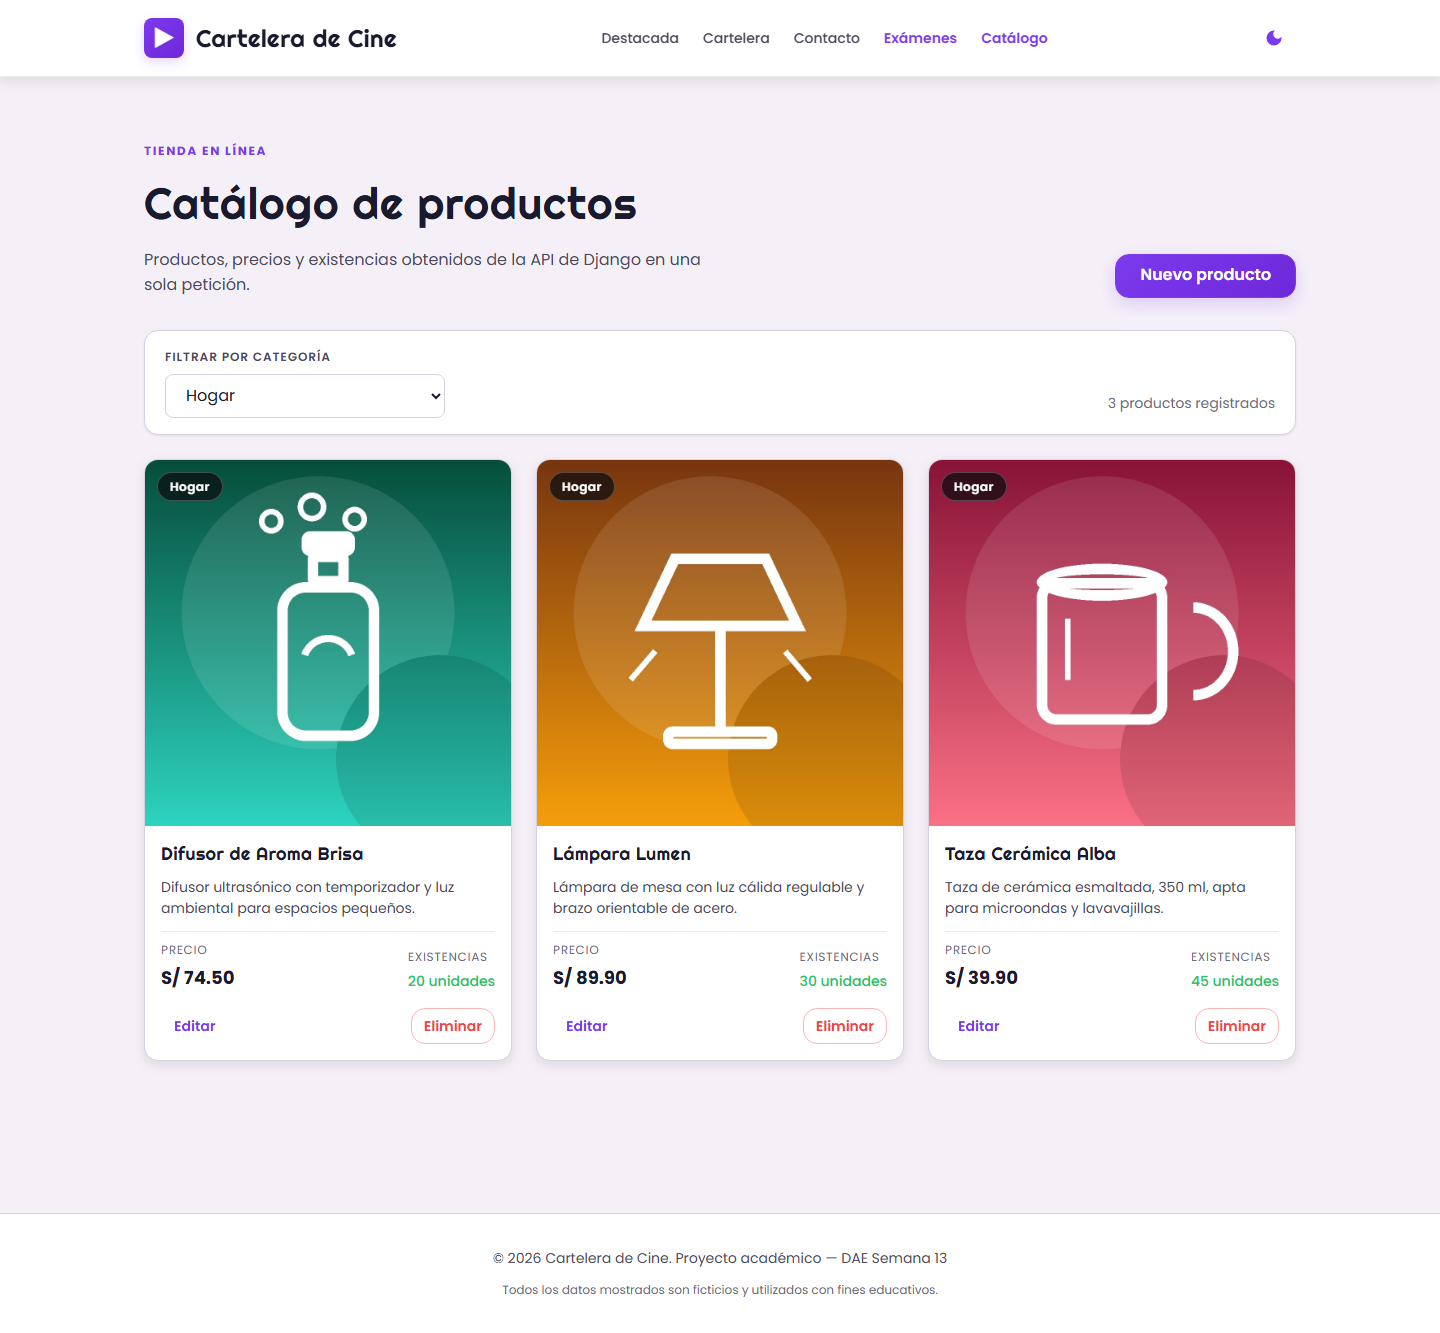 Cartelera de Cine
Destacada
Cartelera
Contacto
Exámenes
Catálogo
TIENDA EN LÍNEA
Catálogo de productos
Productos, precios y existencias obtenidos de la API de Django en una
sola petición.
Nuevo producto
FILTRAR POR CATEGORÍA
Hogar
3 productos registrados
Hogar
Difusor de Aroma Brisa
Difusor ultrasónico con temporizador y luz
ambiental para espacios pequeños.
PRECIO
S/ 74.50
EXISTENCIAS
20 unidades
Editar
Eliminar
Hogar
Lámpara Lumen
Lámpara de mesa con luz cálida regulable y
brazo orientable de acero.
PRECIO
S/ 89.90
EXISTENCIAS
30 unidades
Editar
Eliminar
Hogar
Taza Cerámica Alba
Taza de cerámica esmaltada, 350 ml, apta
para microondas y lavavajillas.
PRECIO
S/ 39.90
EXISTENCIAS
45 unidades
Editar
Eliminar
© 2026 Cartelera de Cine. Proyecto académico — DAE Semana 13
Todos los datos mostrados son ficticios y utilizados con fines educativos.